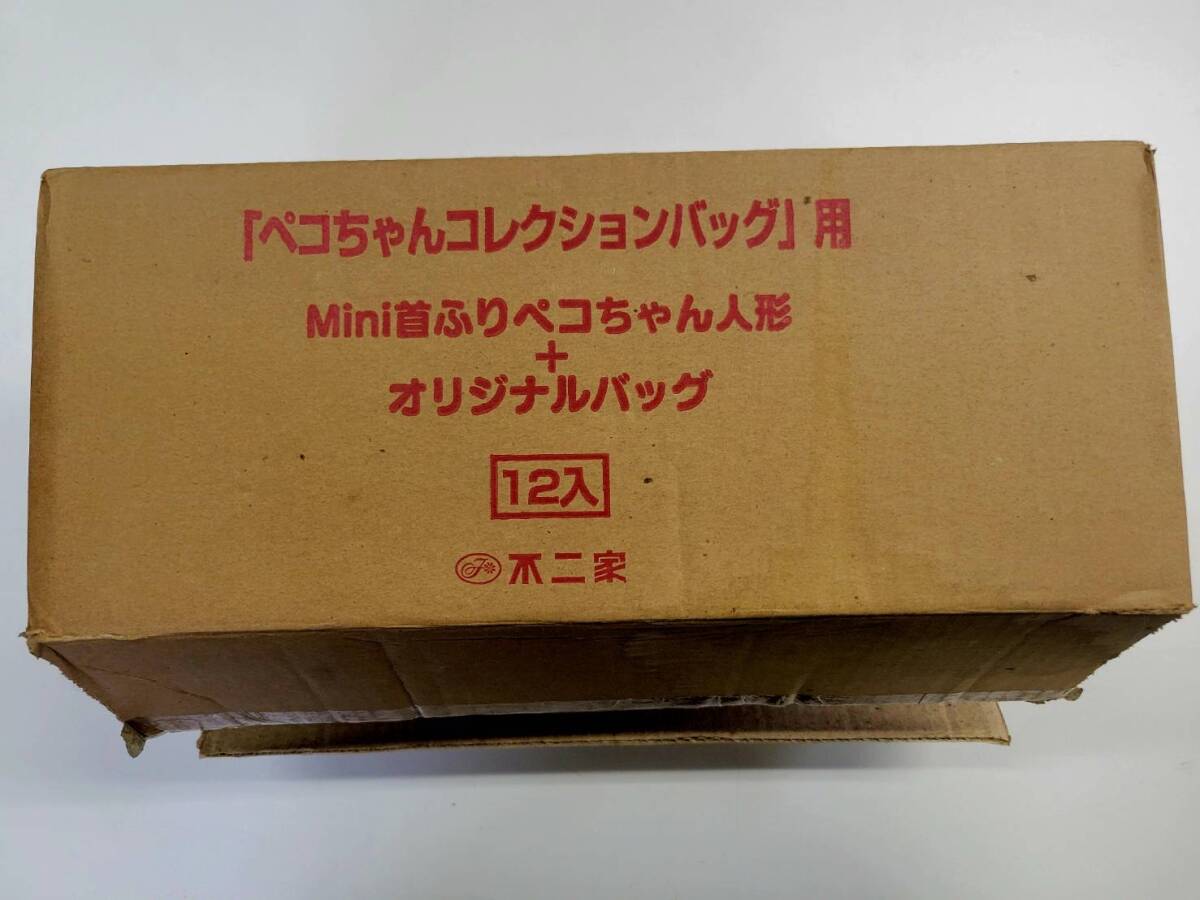 「ペコちゃんコレクションバッグ」用
Mini首ふりペコちゃん人形
+
オリジナルバッグ
12入
F 不二家